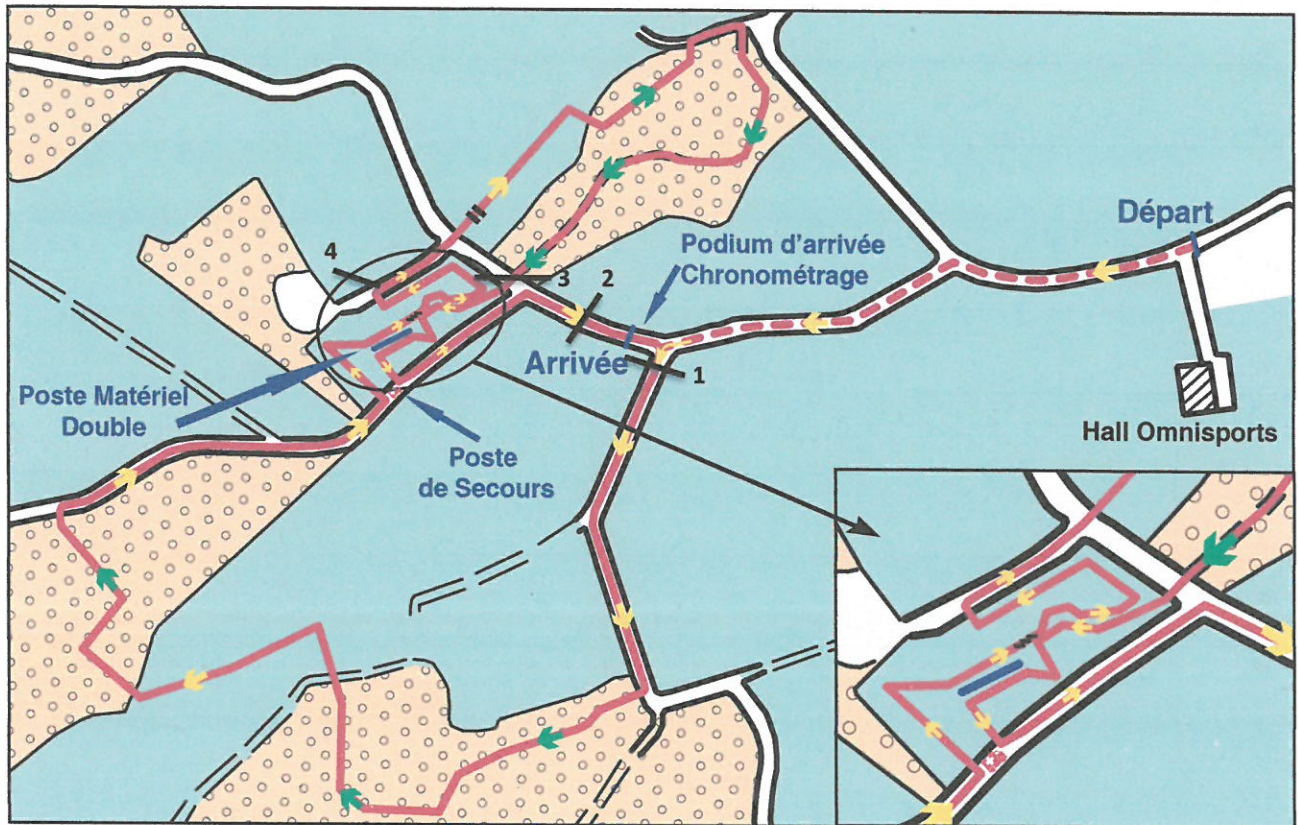 Départ
Podium d'arrivée
Chronométrage
4
3
2
Arrivée
1
Poste Matériel
Double
Hall Omnisports
Poste
de Secours